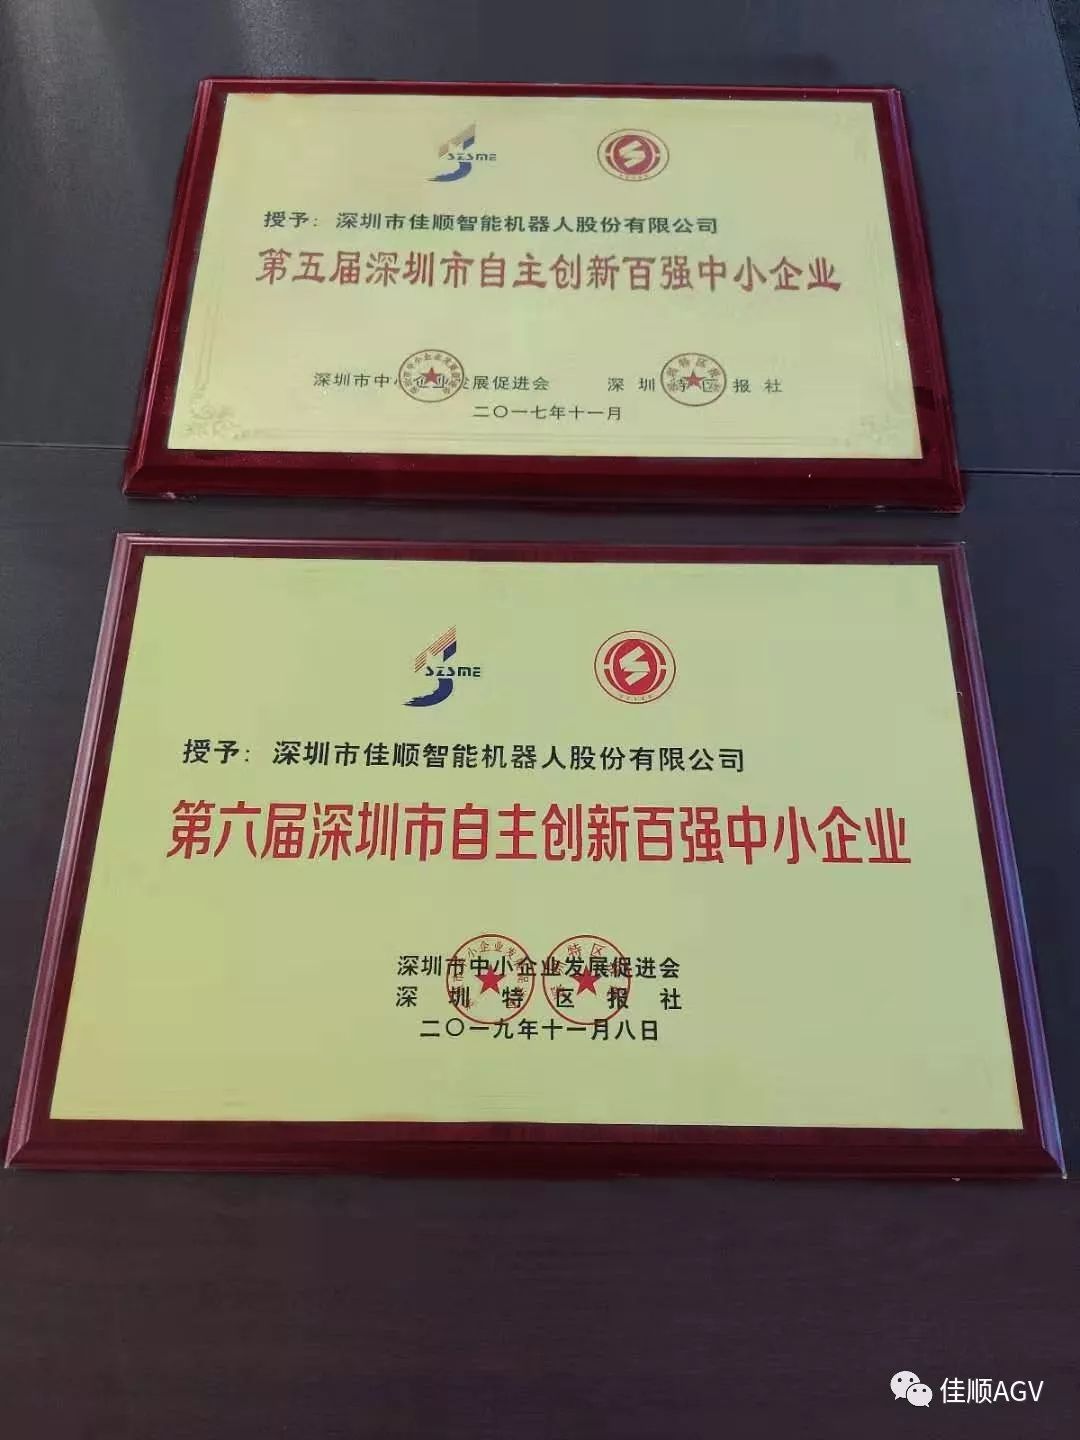 SZSME
授予：深圳市佳顺智能机器人股份有限公司
第五届深圳市自主创新百强中小企业
深圳市中小企业发展促进会 深圳特区报社
二〇一七年十一月
SZSME
授予：深圳市佳顺智能机器人股份有限公司
第六届深圳市自主创新百强中小企业
深圳市中小企业发展促进会
深圳特区报社
二〇一九年十一月八日
佳顺AGV